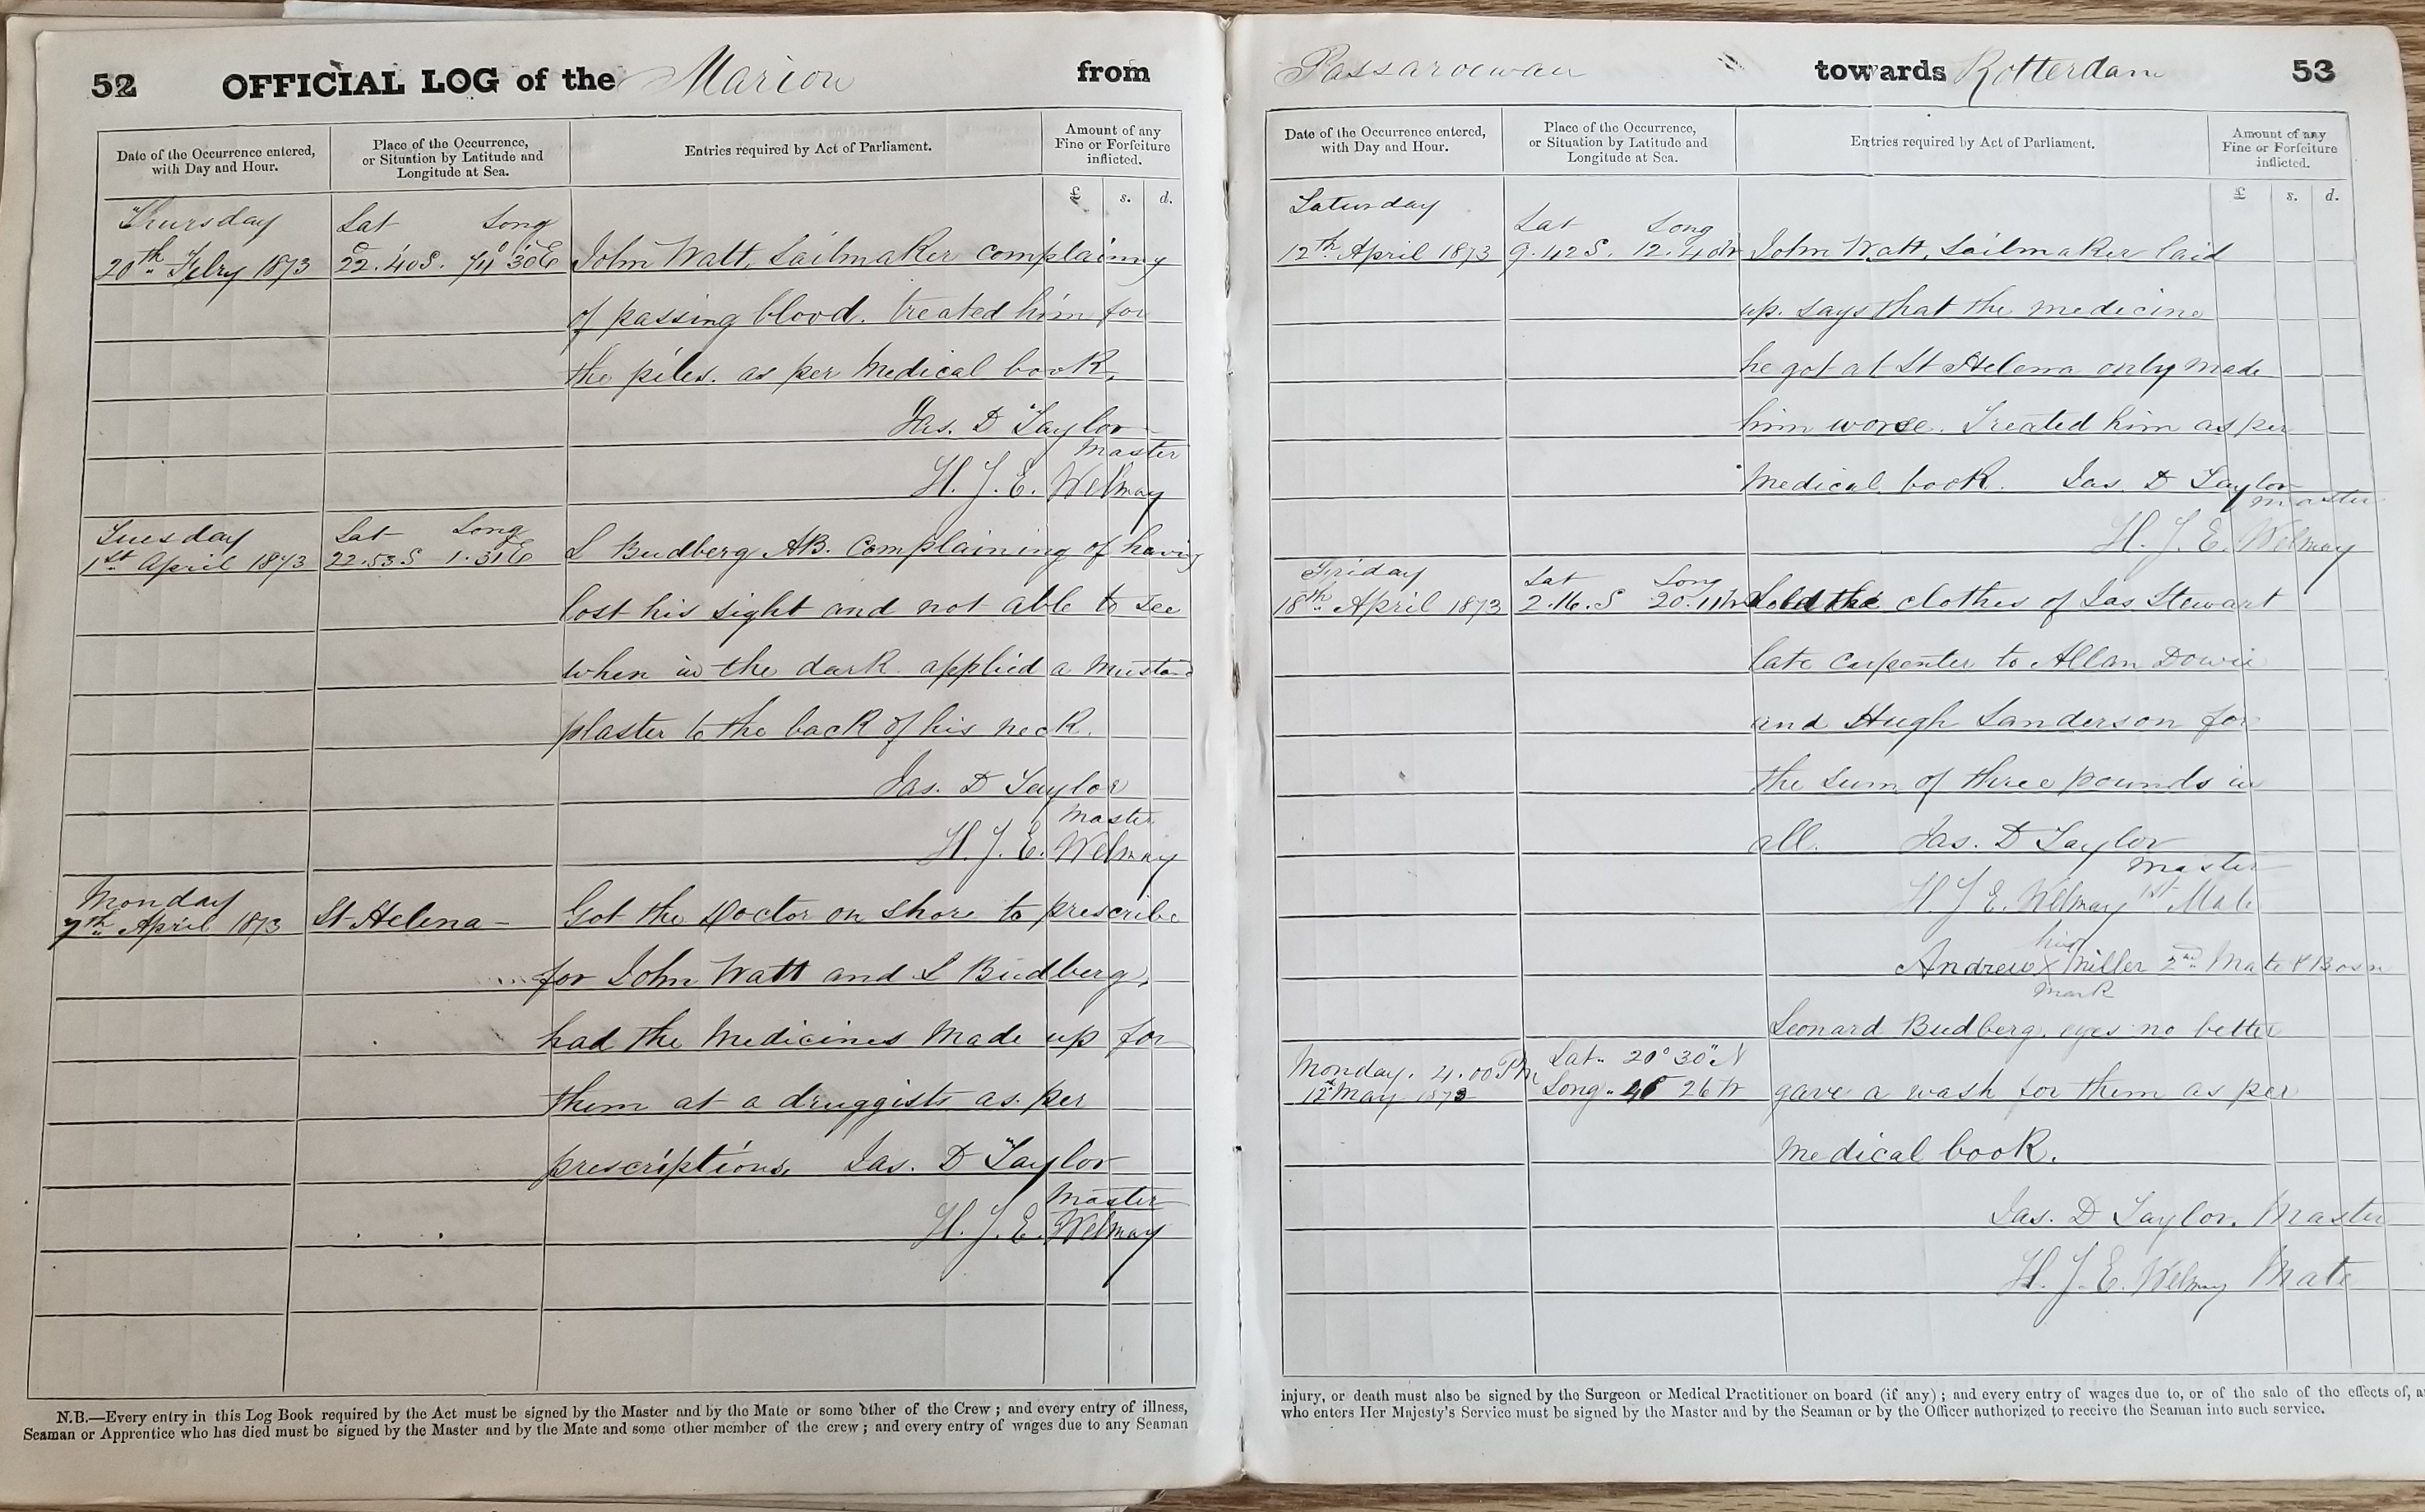 52 OFFICIAL LOG of the Marion from
Date of the Occurrence entered, with Day and Hour.
Place of the Occurrence, or Situation by Latitude and Longitude at Sea.
Entries required by Act of Parliament.
Amount of any Fine or Forfeiture inflicted.
£ s. d.
Thursday
20th Febry 1873
Lat Long
22.40S. 74° 30E
John Watt, Sailmaker complaining
of passing blood. treated him for
the piles. as per Medical book,
Jas. D Taylor
Master
H. J. E. Welmay
Tuesday
1st April 1873
Lat Long
22.53S 1.31E
L Budberg AB. Complaining of having
lost his sight and not able to see
when in the dark applied a Mustard
plaster to the back of his neck.
Jas. D Taylor
Master
H. J. E. Welmay
Monday
7th April 1873
St Helena -
Got the Doctor on shore to prescribe
for John Watt and L Budberg,
had the Medicines Made up for
them at a druggists as per
prescriptions, Jas. D Taylor
Master
H. J. E. Welmay
N.B.—Every entry in this Log Book required by the Act must be signed by the Master and by the Mate or some other of the Crew; and every entry of illness,
Seaman or Apprentice who has died must be signed by the Master and by the Mate and some other member of the crew; and every entry of wages due to any Seaman
Passaroewan towards Rotterdam 53
Date of the Occurrence entered, with Day and Hour.
Place of the Occurrence, or Situation by Latitude and Longitude at Sea.
Entries required by Act of Parliament.
Amount of any Fine or Forfeiture inflicted.
£ s. d.
Saturday
12th April 1873
Lat Long
9.42S. 12.40W
John Watt, Sailmaker laid
up. says that the medicine
he got at St Helena only made
him worse. Treated him as per
Medical book. Jas. D Taylor
Master
H. J. E. Welmay
Friday
18th April 1873
Lat Long
2.16.S 20.11W
Sold the clothes of Jas Stewart
late carpenter to Allan Dowie
and Hugh Sanderson for
the sum of three pounds in
all. Jas. D Taylor
Master
H. J. E. Welmay 1st Mate
his
Andrew X Miller 2nd Mate & Bosn
mark
Leonard Budberg. eyes no better
Monday. 4.00 PM
12th May 1873
Lat. 20° 30" N
Long. 26 W
gave a wash for them as per
Medical book.
Jas. D Taylor. Master
H. J. E. Welmay Mate
injury, or death must also be signed by the Surgeon or Medical Practitioner on board (if any); and every entry of wages due to, or of the sale of the effects of, a
who enters Her Majesty's Service must be signed by the Master and by the Seaman or by the Officer authorized to receive the Seaman into such service.